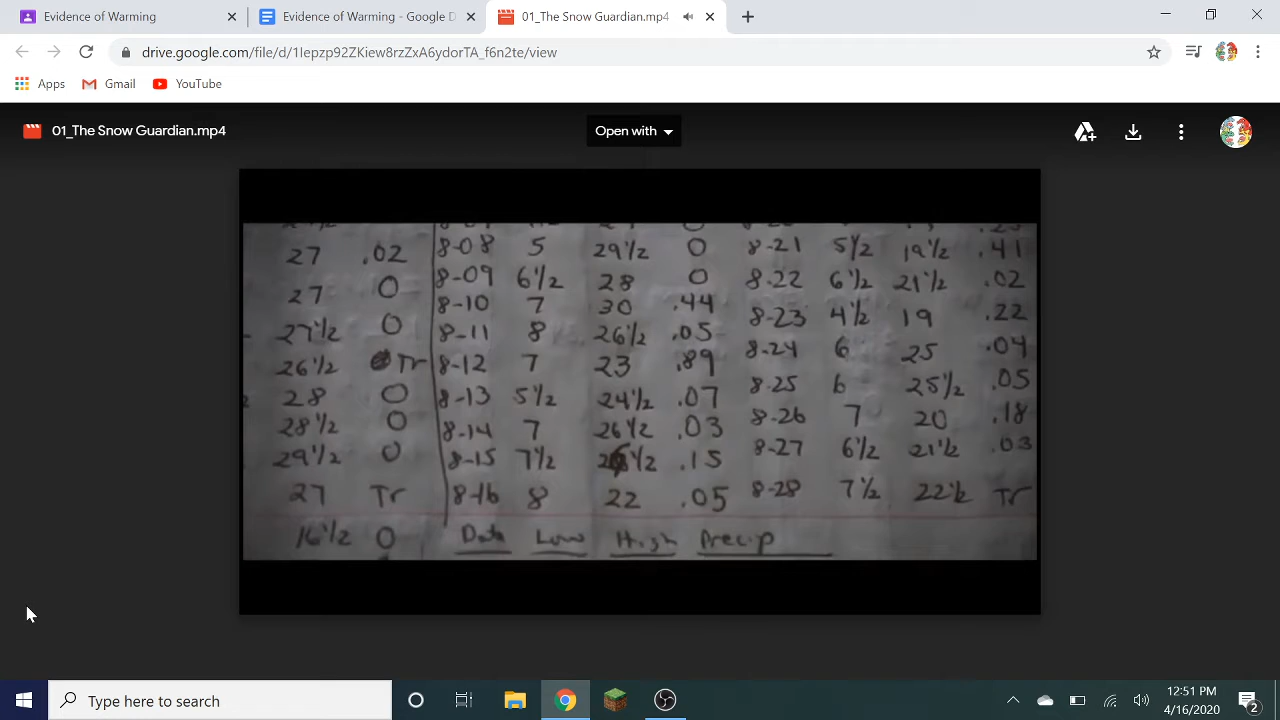 Evidence of Warming
Evidence of Warming - Google D
01_The Snow Guardian.mp4
drive.google.com/file/d/1Iepzp92ZKiew8rzZxA6ydorTA_f6n2te/view
Apps Gmail YouTube
01_The Snow Guardian.mp4
Open with
27 .02 8-08 5 29½ 0 8-21 5½ 19½ .41
27 0 8-09 6½ 28 0 8-22 6½ 21½ .02
27½ 0 8-10 7 30 .44 8-23 4½ 19 .22
26½ Tr 8-11 8 26½ .05 8-24 6 25 .04
28 0 8-12 7 23 .89 8-25 6 25½ .05
28½ 0 8-13 5½ 24½ .07 8-26 7 20 .18
29½ 0 8-14 7 26½ .03 8-27 6½ 21½ .03
27 Tr 8-15 7½ ½ .15 8-28 7½ 22½ Tr
16½ 0 8-16 8 22 .05
Date Low High Precip
Type here to search
12:51 PM
4/16/2020
2